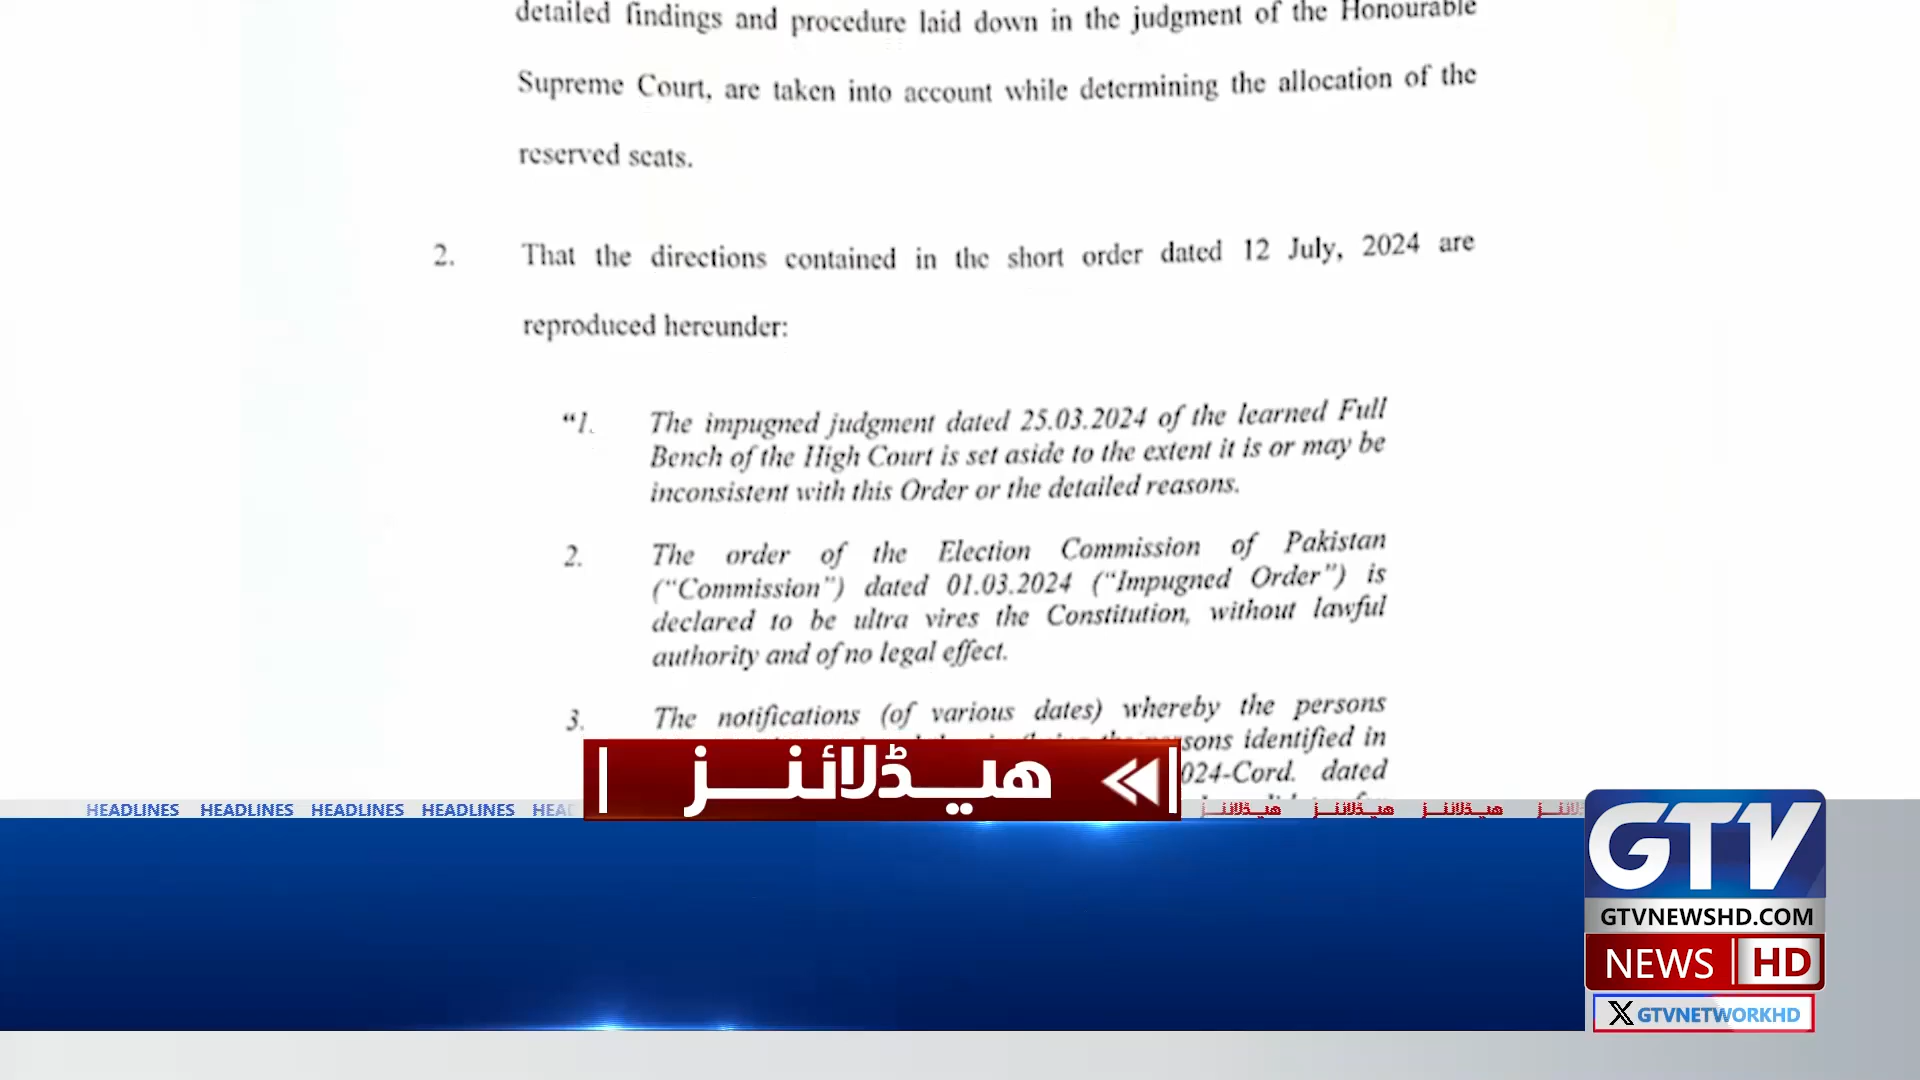 detailed findings and procedure laid down in the judgment of the Honourable
Supreme Court, are taken into account while determining the allocation of the
reserved seats.
2. That the directions contained in the short order dated 12 July, 2024 are
reproduced hereunder:
“1. The impugned judgment dated 25.03.2024 of the learned Full
Bench of the High Court is set aside to the extent it is or may be
inconsistent with this Order or the detailed reasons.
2. The order of the Election Commission of Pakistan
(“Commission”) dated 01.03.2024 (“Impugned Order”) is
declared to be ultra vires the Constitution, without lawful
authority and of no legal effect.
3. The notifications (of various dates) whereby the persons
persons identified in
2024-Cord. dated
ہیڈلائنز
HEADLINES HEADLINES HEADLINES HEADLINES HEA
ہیڈلائنز ہیڈلائنز ہیڈلائنز
GTV
GTVNEWSHD.COM
NEWS HD
X GTVNETWORKHD